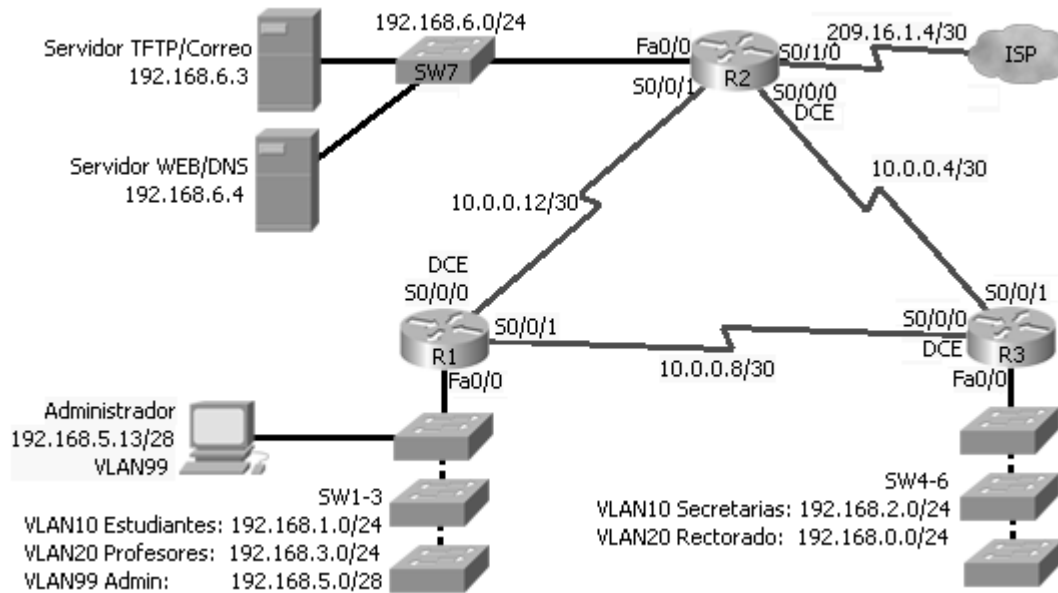 192.168.6.0/24
Servidor TFTP/Correo
192.168.6.3
SW7
Fa0/0
S0/0/1
R2
S0/1/0
S0/0/0
DCE
209.16.1.4/30
ISP
Servidor WEB/DNS
192.168.6.4
10.0.0.12/30
10.0.0.4/30
DCE
S0/0/0
S0/0/1
R1
Fa0/0
10.0.0.8/30
S0/0/1
S0/0/0
DCE
R3
Fa0/0
Administrador
192.168.5.13/28
VLAN99
SW1-3
VLAN10 Estudiantes: 192.168.1.0/24
VLAN20 Profesores: 192.168.3.0/24
VLAN99 Admin: 192.168.5.0/28
SW4-6
VLAN10 Secretarias: 192.168.2.0/24
VLAN20 Rectorado: 192.168.0.0/24